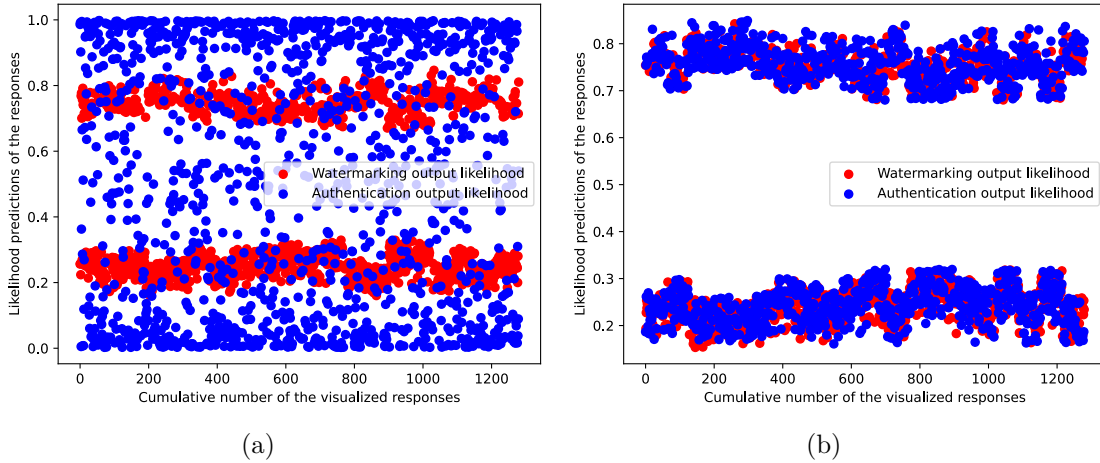 Likelihood predictions of the responses
1.0
0.8
0.6
0.4
0.2
0.0
Watermarking output likelihood
Authentication output likelihood
0 200 400 600 800 1000 1200
Cumulative number of the visualized responses
(a)
Likelihood predictions of the responses
0.8
0.7
0.6
0.5
0.4
0.3
0.2
Watermarking output likelihood
Authentication output likelihood
0 200 400 600 800 1000 1200
Cumulative number of the visualized responses
(b)